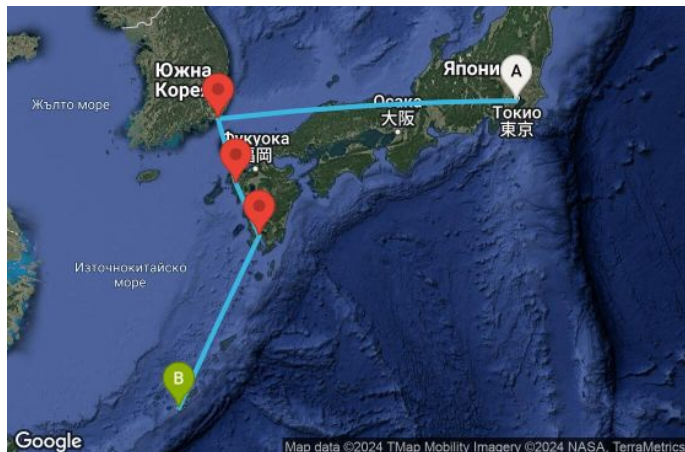 Южна
Корея
Япони
A
Жълто море
Осака
大阪
Токио
東京
Фукуока
福岡
Източнокитайско
море
B
Google
Map data ©2024 TMap Mobility Imagery ©2024 NASA, TerraMetrics